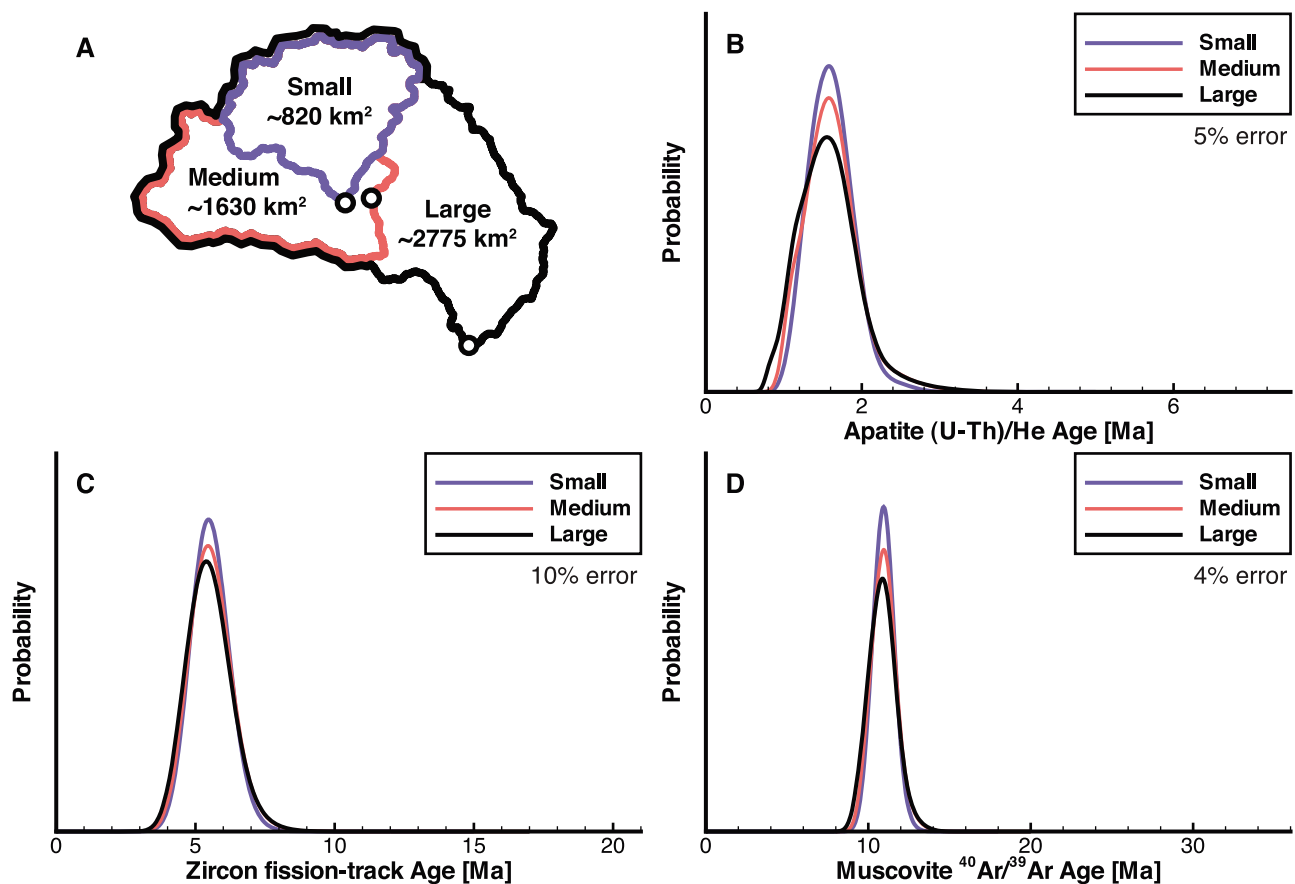 A
Small
~820 km²
Medium
~1630 km²
Large
~2775 km²
B
Small
Medium
Large
5% error
Probability
0 2 4 6
Apatite (U-Th)/He Age [Ma]
C
Small
Medium
Large
10% error
Probability
0 5 10 15 20
Zircon fission-track Age [Ma]
D
Small
Medium
Large
4% error
Probability
0 10 20 30
Muscovite ⁴⁰Ar/³⁹Ar Age [Ma]